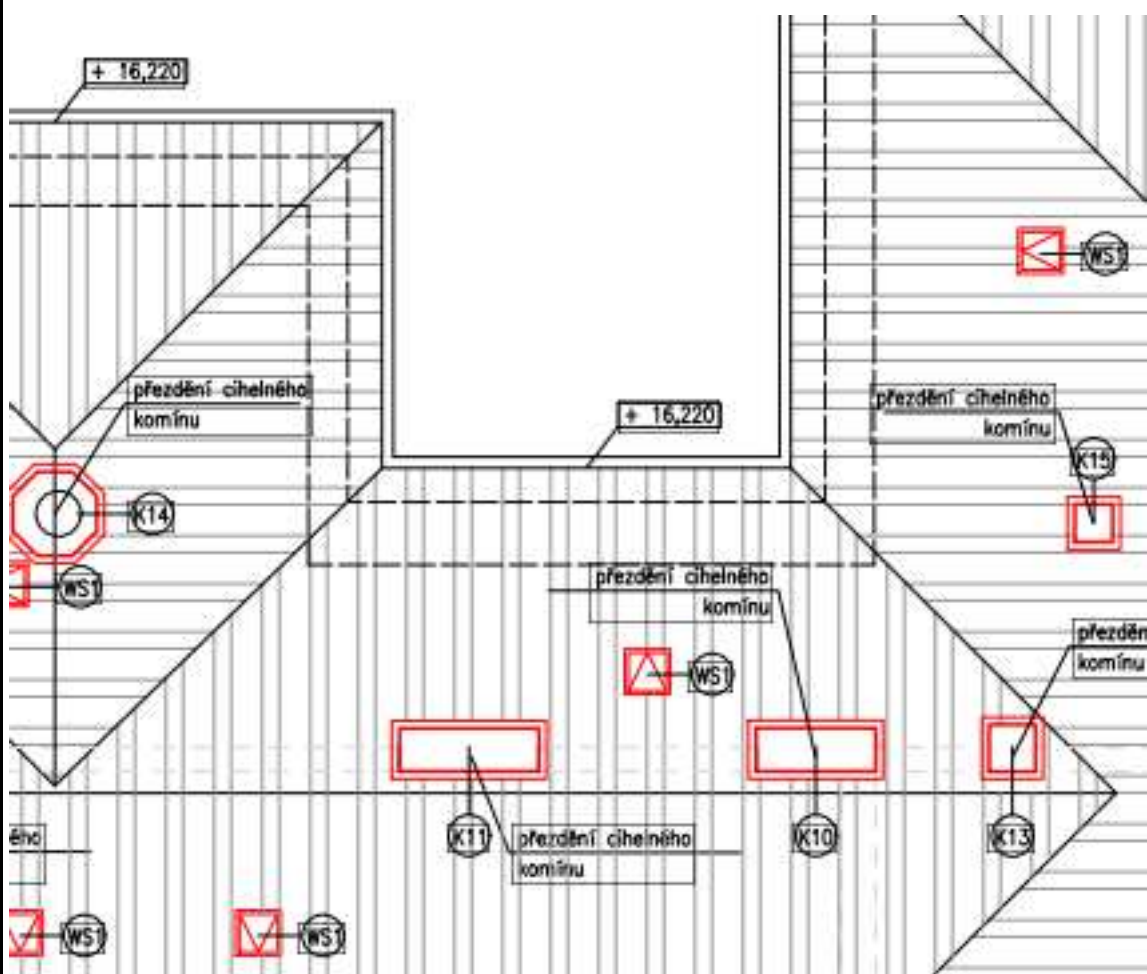 + 16,220
WS1
přezdění cihelného
komínu
K14
WS1
+ 16,220
přezdění cihelného
komínu
K15
přezdění cihelného
komínu
WS1
přezděn
komínu
K11
K10
K13
ého
přezdění cihelného
komínu
WS1
WS1